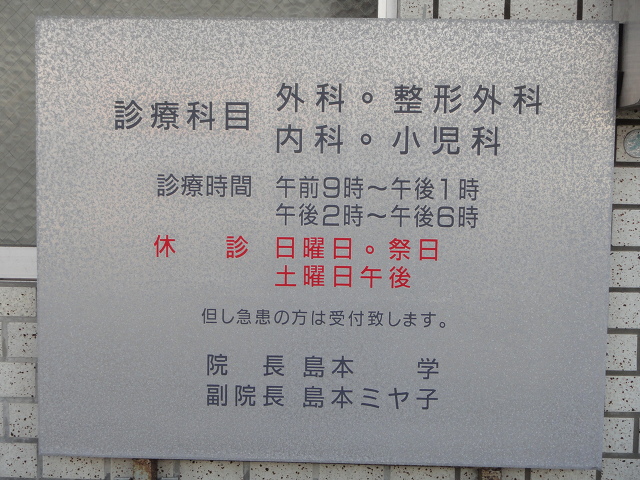 診療科目 外科。整形外科
内科。小児科
診療時間 午前9時〜午後1時
午後2時〜午後6時
休 診 日曜日。祭日
土曜日午後
但し急患の方は受付致します。
院 長 島本 学
副院長 島本ミヤ子